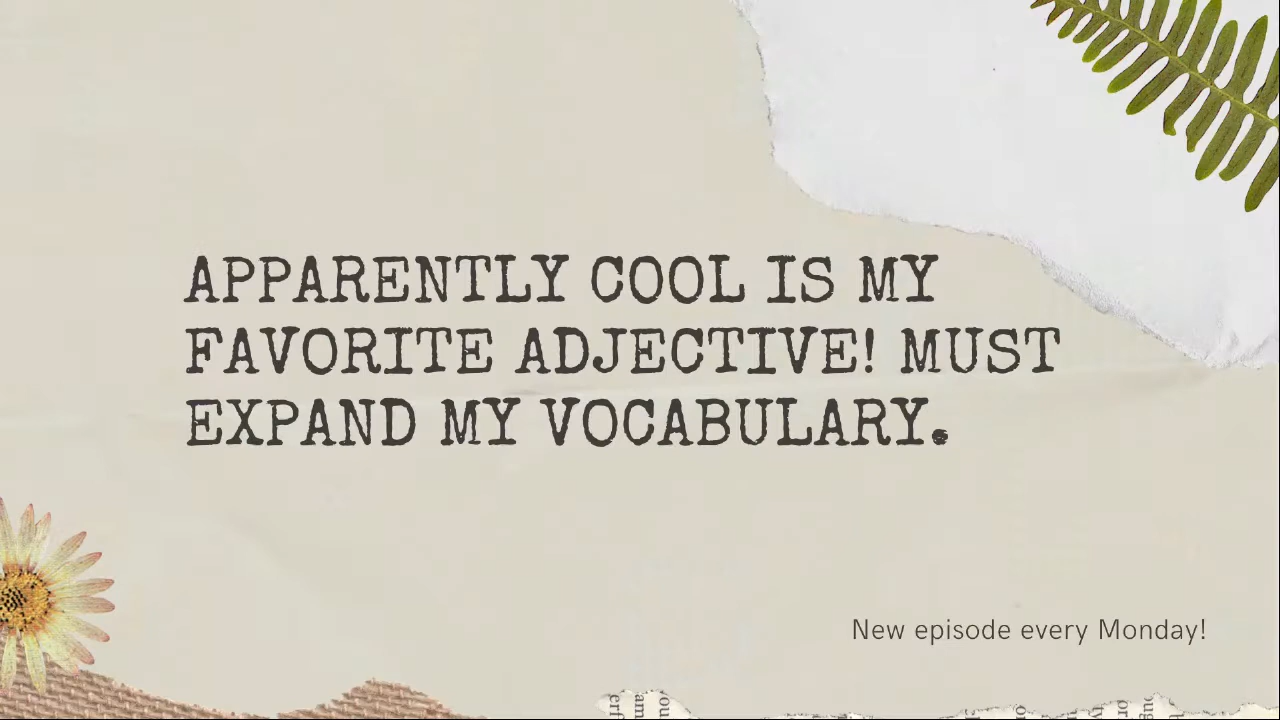 APPARENTLY COOL IS MY
FAVORITE ADJECTIVE! MUST
EXPAND MY VOCABULARY.
New episode every Monday!